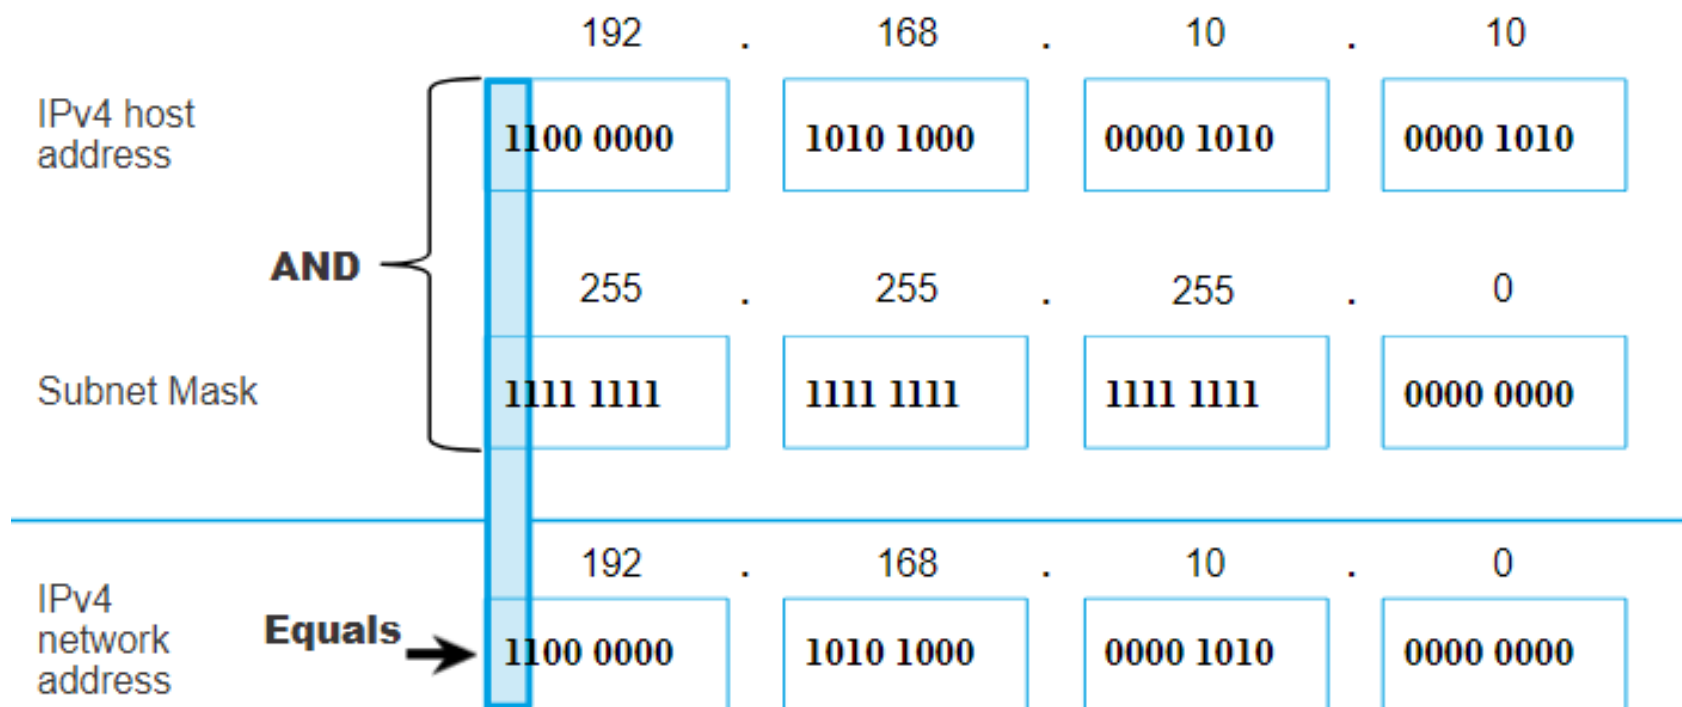 192 . 168 . 10 . 10
IPv4 host
address
1100 0000 1010 1000 0000 1010 0000 1010
AND
255 . 255 . 255 . 0
Subnet Mask
1111 1111 1111 1111 1111 1111 0000 0000
192 . 168 . 10 . 0
IPv4
network
address
Equals
1100 0000 1010 1000 0000 1010 0000 0000